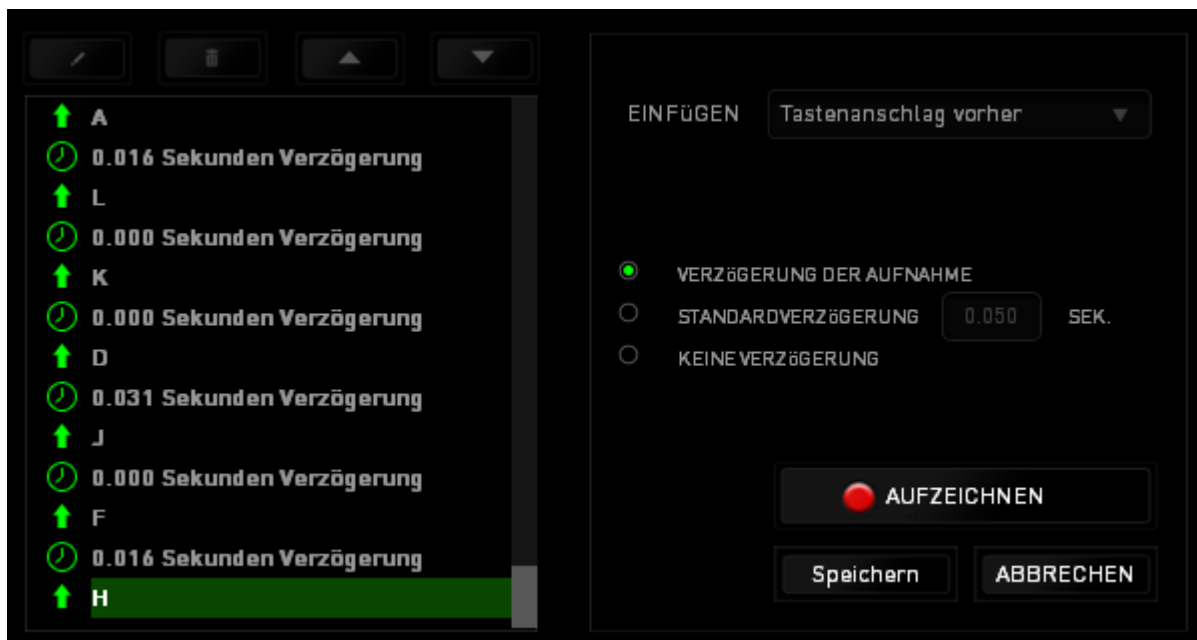 A
0.016 Sekunden Verzögerung
L
0.000 Sekunden Verzögerung
K
0.000 Sekunden Verzögerung
D
0.031 Sekunden Verzögerung
J
0.000 Sekunden Verzögerung
F
0.016 Sekunden Verzögerung
H
EINFüGEN Tastenanschlag vorher
VERZöGERUNG DER AUFNAHME
STANDARDVERZöGERUNG 0.050 SEK.
KEINE VERZöGERUNG
AUFZEICHNEN
Speichern ABBRECHEN